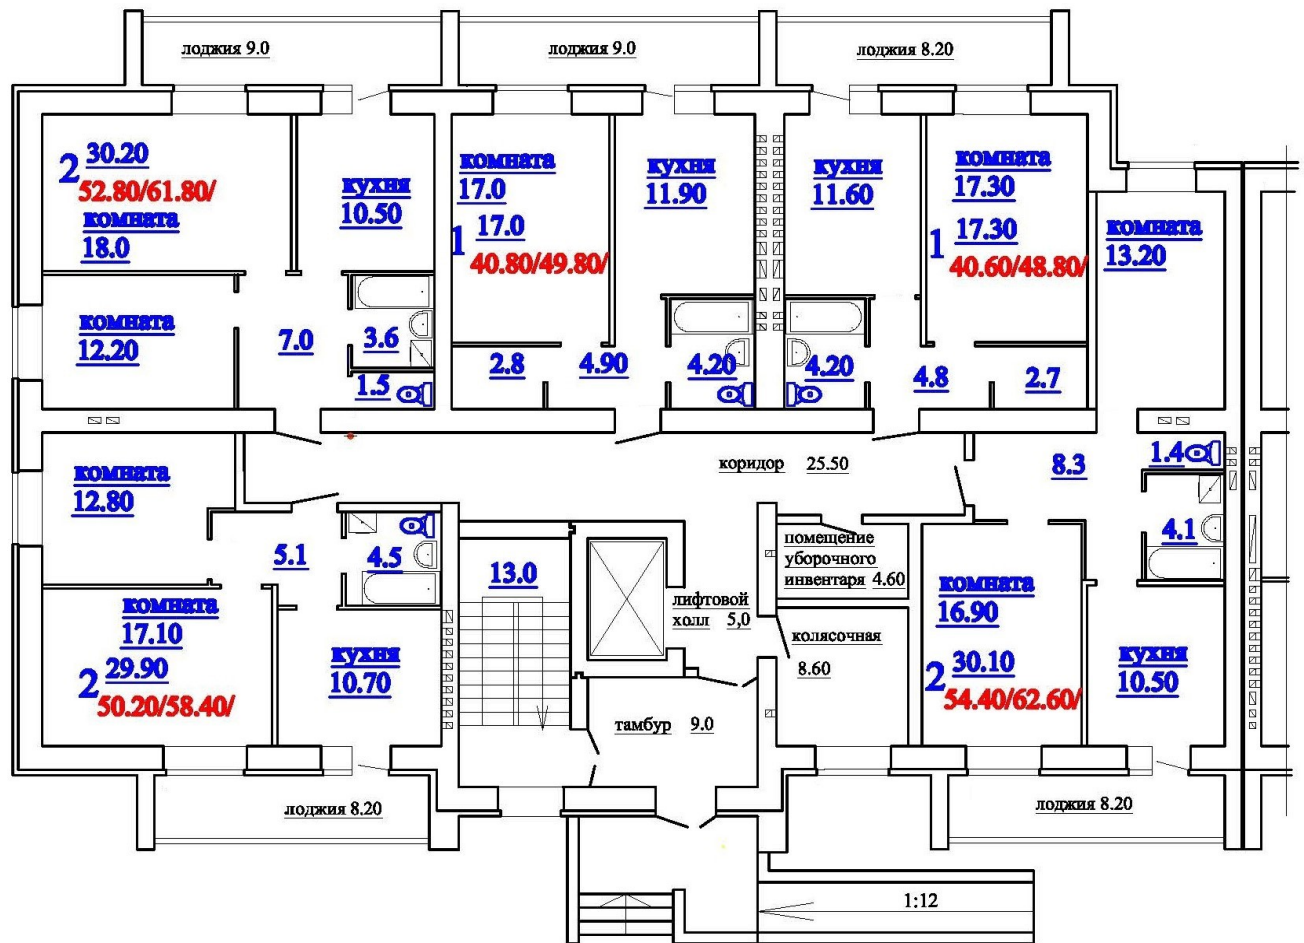 лоджия 9.0
лоджия 9.0
лоджия 8.20
2 30.20
52.80/61.80/
комната
18.0
кухня
10.50
комната
17.0
1 17.0
40.80/49.80/
кухня
11.90
кухня
11.60
комната
17.30
1 17.30
40.60/48.80/
комната
13.20
комната
12.20
7.0
3.6
1.5
2.8
4.90
4.20
4.20
4.8
2.7
комната
12.80
коридор 25.50
8.3
1.4
4.1
5.1
4.5
13.0
помещение
уборочного
инвентаря 4.60
лифтовой
холл 5,0
колясочная
8.60
комната
17.10
2 29.90
50.20/58.40/
кухня
10.70
комната
16.90
2 30.10
54.40/62.60/
кухня
10.50
тамбур 9.0
лоджия 8.20
лоджия 8.20
1:12